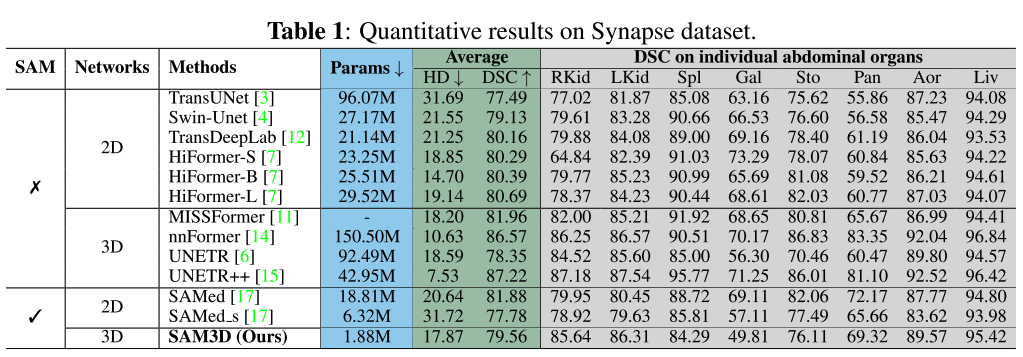 Table 1: Quantitative results on Synapse dataset.
SAM Networks Methods Params ↓ Average DSC on individual abdominal organs
HD ↓ DSC ↑ RKid LKid Spl Gal Sto Pan Aor Liv
✗ 2D TransUNet [3] 96.07M 31.69 77.49 77.02 81.87 85.08 63.16 75.62 55.86 87.23 94.08
Swin-Unet [4] 27.17M 21.55 79.13 79.61 83.28 90.66 66.53 76.60 56.58 85.47 94.29
TransDeepLab [12] 21.14M 21.25 80.16 79.88 84.08 89.00 69.16 78.40 61.19 86.04 93.53
HiFormer-S [7] 23.25M 18.85 80.29 64.84 82.39 91.03 73.29 78.07 60.84 85.63 94.22
HiFormer-B [7] 25.51M 14.70 80.39 79.77 85.23 90.99 65.69 81.08 59.52 86.21 94.61
HiFormer-L [7] 29.52M 19.14 80.69 78.37 84.23 90.44 68.61 82.03 60.77 87.03 94.07
3D MISSFormer [11] - 18.20 81.96 82.00 85.21 91.92 68.65 80.81 65.67 86.99 94.41
nnFormer [14] 150.50M 10.63 86.57 86.25 86.57 90.51 70.17 86.83 83.35 92.04 96.84
UNETR [6] 92.49M 18.59 78.35 84.52 85.60 85.00 56.30 70.46 60.47 89.80 94.57
UNETR++ [15] 42.95M 7.53 87.22 87.18 87.54 95.77 71.25 86.01 81.10 92.52 96.42
✓ 2D SAMed [17] 18.81M 20.64 81.88 79.95 80.45 88.72 69.11 82.06 72.17 87.77 94.80
SAMed_s [17] 6.32M 31.72 77.78 78.92 79.63 85.81 57.11 77.49 65.66 83.62 93.98
3D SAM3D (Ours) 1.88M 17.87 79.56 85.64 86.31 84.29 49.81 76.11 69.32 89.57 95.42